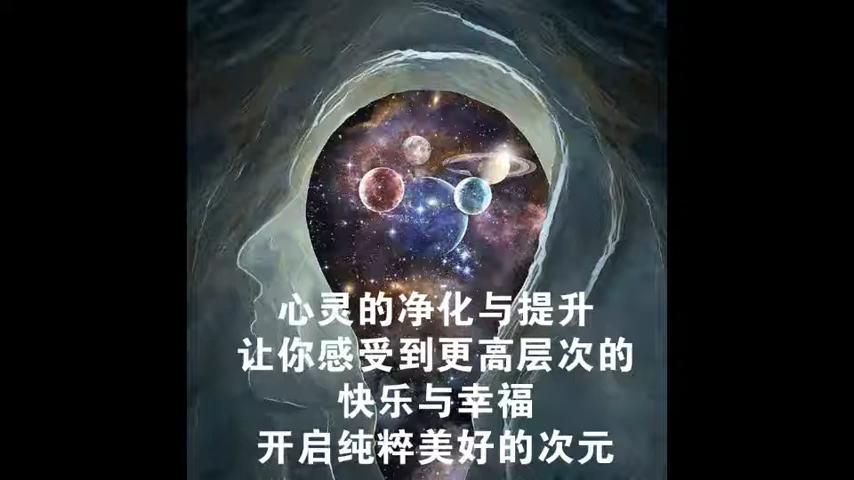 心灵的净化与提升
让你感受到更高层次的
快乐与幸福
开启纯粹美好的次元